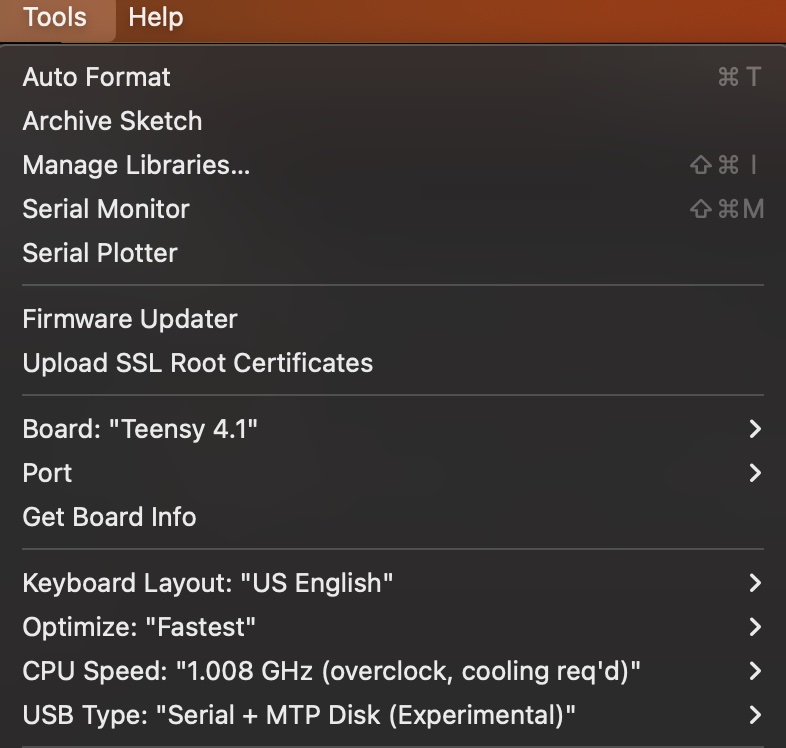 Tools Help
Auto Format ⌘ T
Archive Sketch
Manage Libraries... ⇧ ⌘ I
Serial Monitor ⇧ ⌘ M
Serial Plotter
Firmware Updater
Upload SSL Root Certificates
Board: "Teensy 4.1"
Port
Get Board Info
Keyboard Layout: "US English"
Optimize: "Fastest"
CPU Speed: "1.008 GHz (overclock, cooling req'd)"
USB Type: "Serial + MTP Disk (Experimental)"